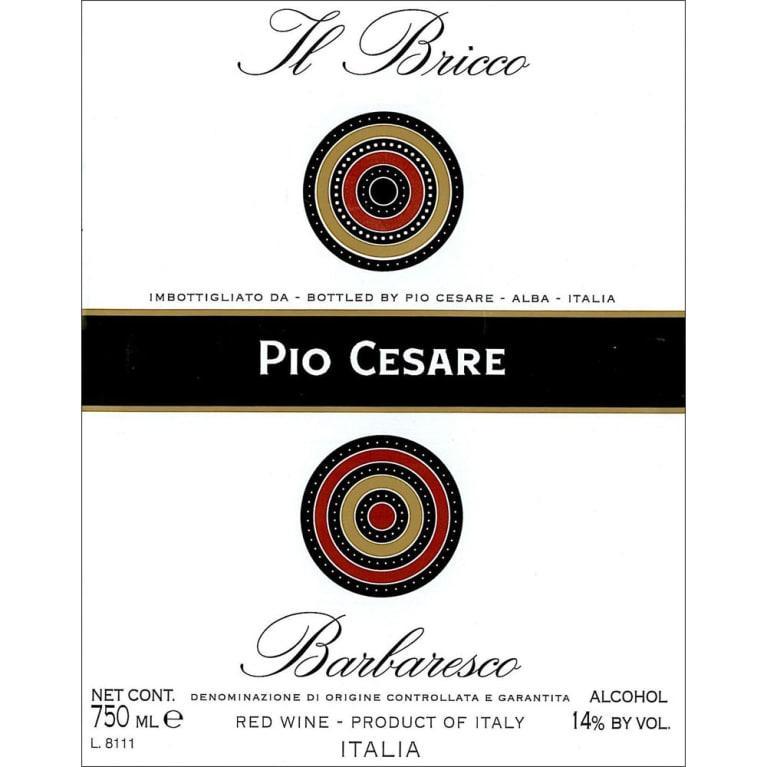 Il Bricco
IMBOTTIGLIATO DA - BOTTLED BY PIO CESARE - ALBA - ITALIA
PIO CESARE
Barbaresco
NET CONT. DENOMINAZIONE DI ORIGINE CONTROLLATA E GARANTITA ALCOHOL
750 ML e RED WINE - PRODUCT OF ITALY 14% BY VOL.
L. 8111 ITALIA